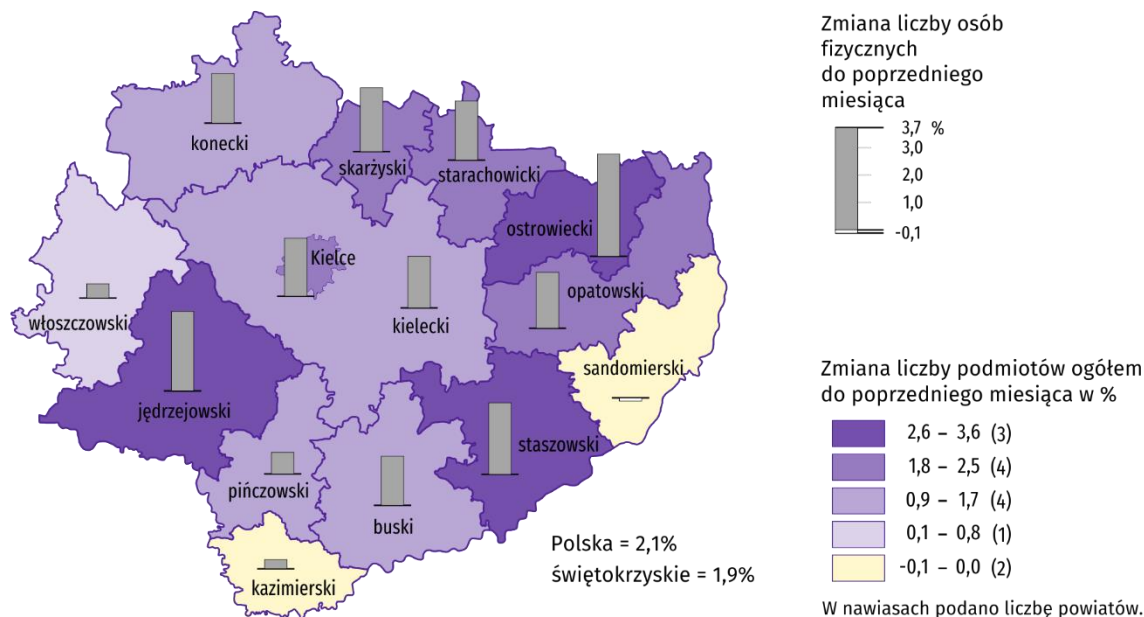 Zmiana liczby osób
fizycznych
do poprzedniego
miesiąca
3,7 %
3,0
2,0
1,0
-0,1
konecki
skarżyski
starachowicki
ostrowiecki
Kielce
opatowski
włoszczowski
kielecki
sandomierski
jędrzejowski
staszowski
pińczowski
buski
kazimierski
Polska = 2,1%
świętokrzyskie = 1,9%
Zmiana liczby podmiotów ogółem
do poprzedniego miesiąca w %
2,6 – 3,6 (3)
1,8 – 2,5 (4)
0,9 – 1,7 (4)
0,1 – 0,8 (1)
-0,1 – 0,0 (2)
W nawiasach podano liczbę powiatów.